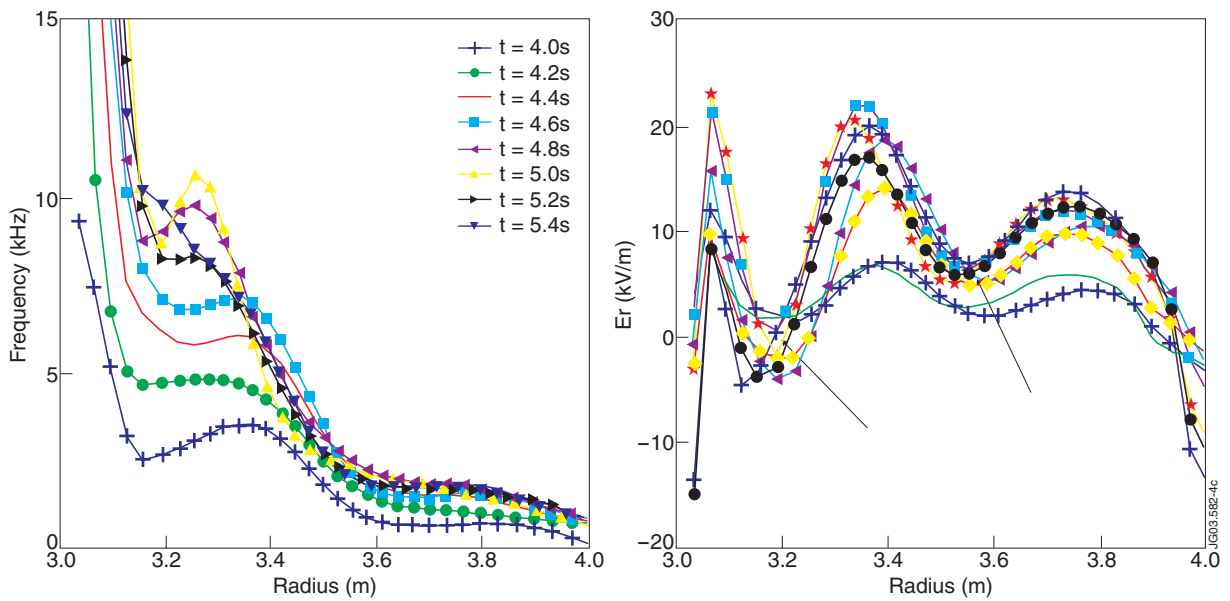 15
10
5
0
Frequency (kHz)
3.0
3.2
3.4
3.6
3.8
4.0
Radius (m)
t = 4.0s
t = 4.2s
t = 4.4s
t = 4.6s
t = 4.8s
t = 5.0s
t = 5.2s
t = 5.4s
30
20
10
0
−10
−20
Er (kV/m)
3.0
3.2
3.4
3.6
3.8
4.0
Radius (m)
JG03.582-4c